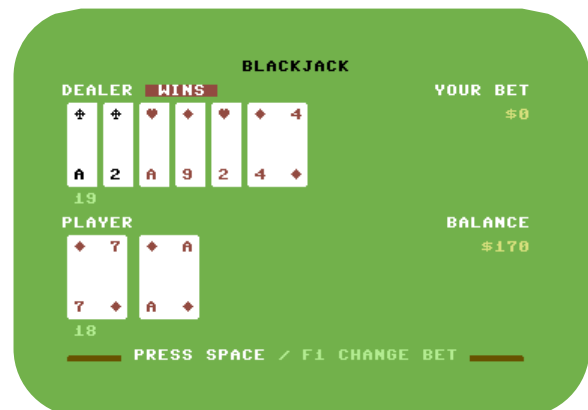 BLACKJACK
DEALER WINS YOUR BET
4 $0
A 2 A 9 2 4
19
PLAYER BALANCE
7 A $170
7 A
18
PRESS SPACE / F1 CHANGE BET